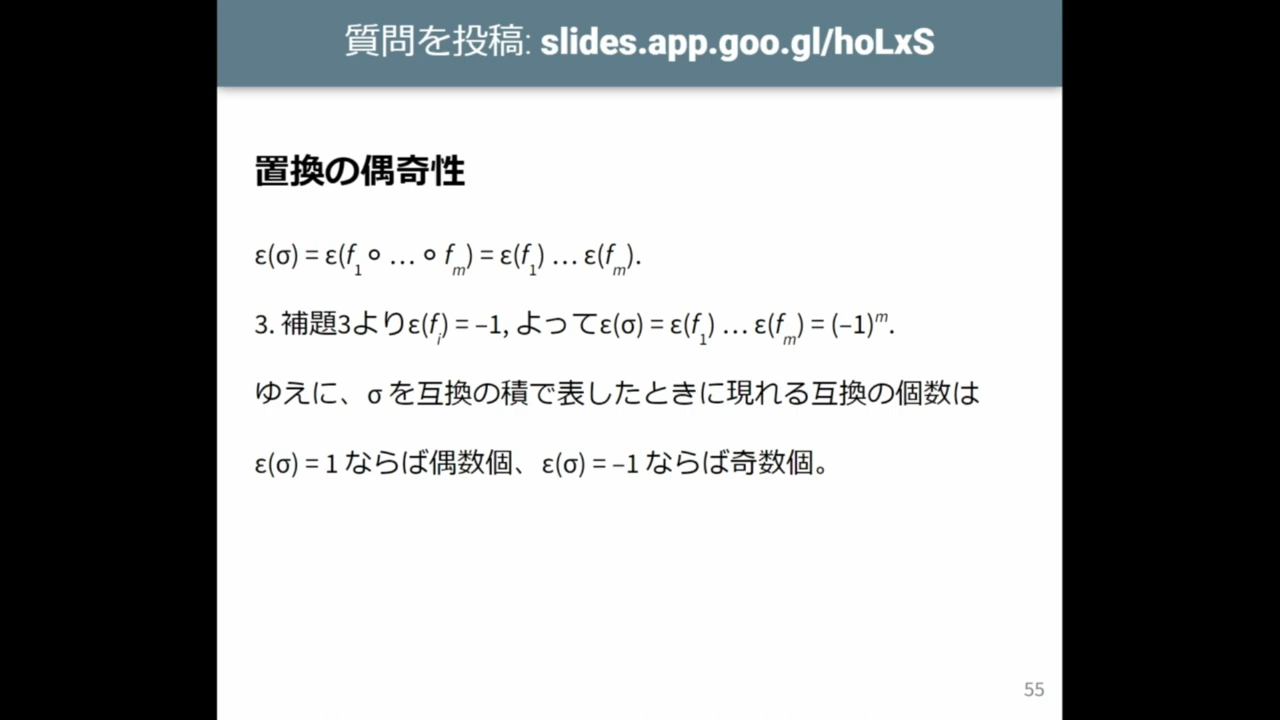 質問を投稿: slides.app.goo.gl/hoLxS
置換の偶奇性
ε(σ) = ε(f₁∘ … ∘ fₘ) = ε(f₁) … ε(fₘ).
3. 補題3よりε(fᵢ) = –1, よってε(σ) = ε(f₁) … ε(fₘ) = (–1)ᵐ.
ゆえに、σ を互換の積で表したときに現れる互換の個数は
ε(σ) = 1 ならば偶数個、ε(σ) = –1 ならば奇数個。
55